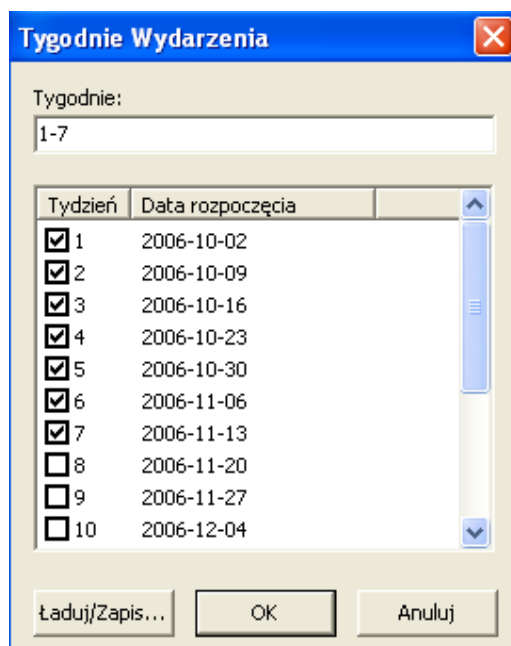 Tygodnie Wydarzenia
Tygodnie:
1-7
Tydzień Data rozpoczęcia
1 2006-10-02
2 2006-10-09
3 2006-10-16
4 2006-10-23
5 2006-10-30
6 2006-11-06
7 2006-11-13
8 2006-11-20
9 2006-11-27
10 2006-12-04
Ładuj/Zapis... OK Anuluj